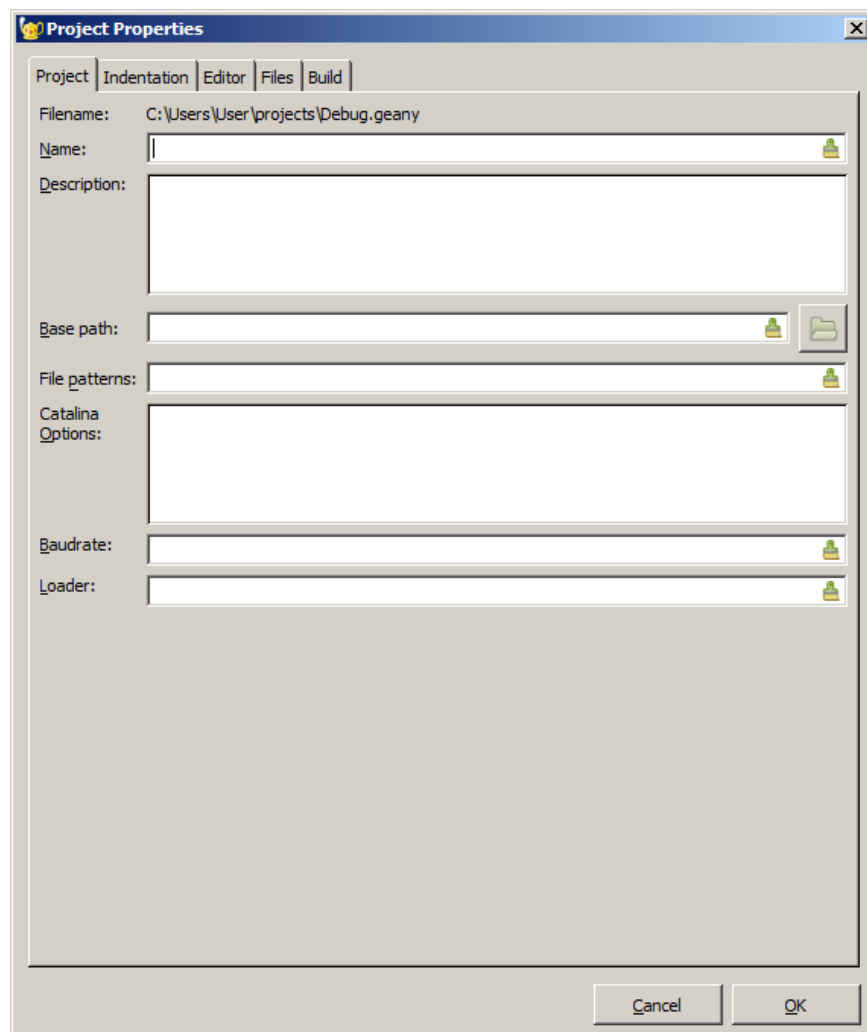 Project Properties
Project Indentation Editor Files Build
Filename: C:\Users\User\projects\Debug.geany
Name:
Description:
Base path:
File patterns:
Catalina
Options:
Baudrate:
Loader:
Cancel OK